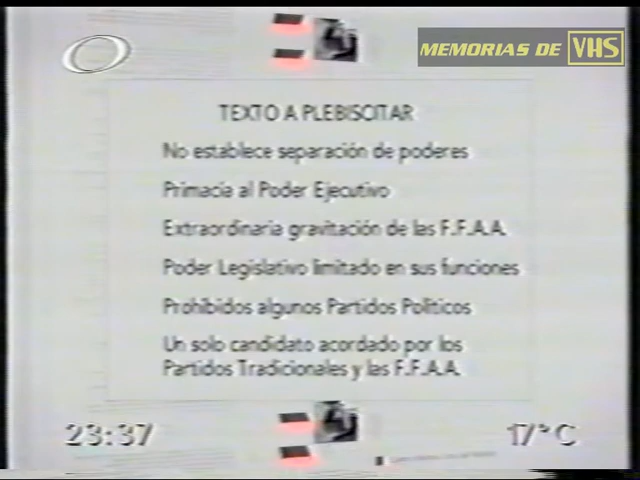 MEMORIAS DE VHS
TEXTO A PLEBISCITAR
No establece separación de poderes
Primacia al Poder Ejecutivo
Extraordinaria gravitación de las F.F.A.A.
Poder Legislativo limitado en sus funciones
Prohibidos algunos Partidos Políticos
Un solo candidato acordado por los
Partidos Tradicionales y las F.F.A.A.
23:37
17°C